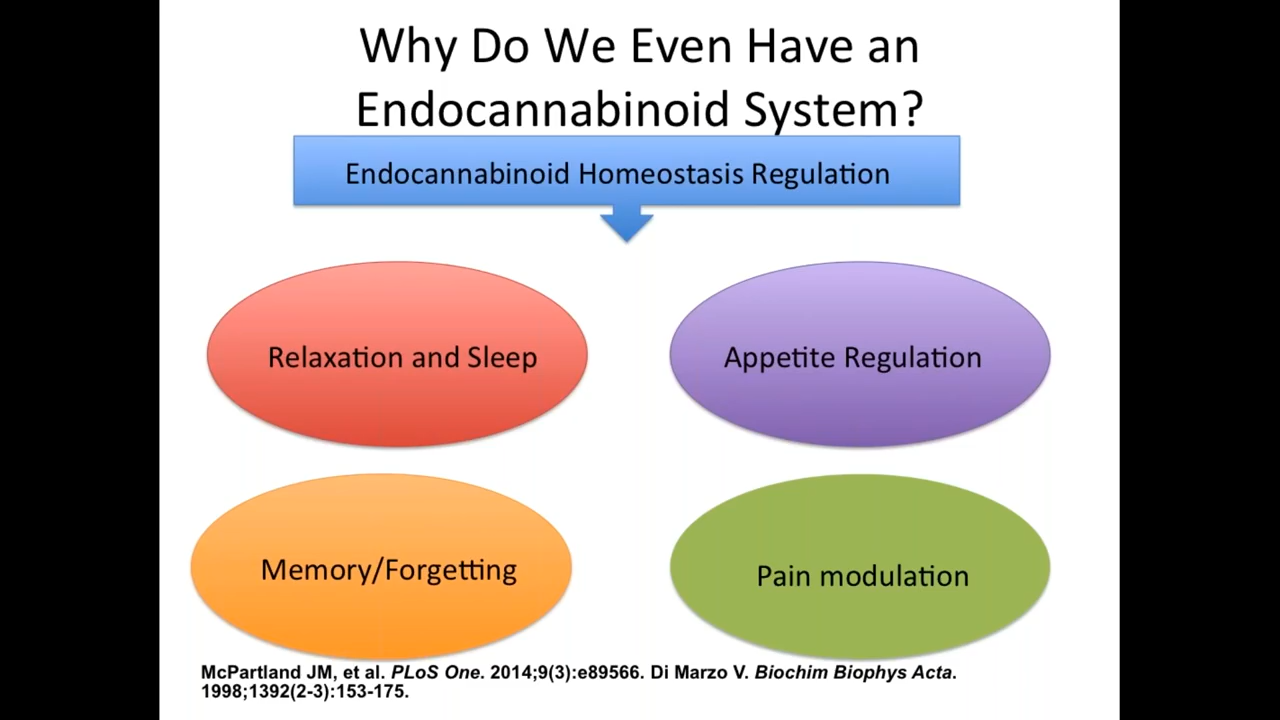 Why Do We Even Have an
Endocannabinoid System?
Endocannabinoid Homeostasis Regulation
Relaxation and Sleep
Appetite Regulation
Memory/Forgetting
Pain modulation
McPartland JM, et al. PLoS One. 2014;9(3):e89566. Di Marzo V. Biochim Biophys Acta.
1998;1392(2-3):153-175.